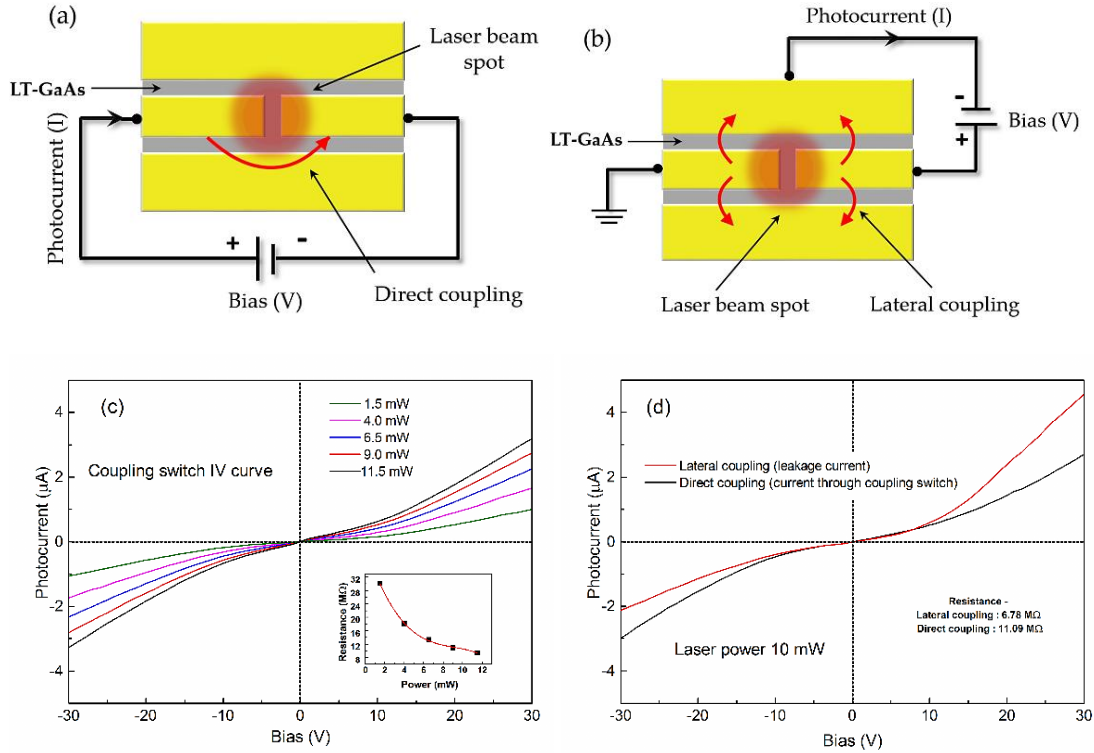 (a)
Laser beam
spot
LT-GaAs
Photocurrent (I)
+ -
Bias (V)
Direct coupling
(b)
Photocurrent (I)
-
+
Bias (V)
LT-GaAs
Laser beam spot
Lateral coupling
(c)
1.5 mW
4.0 mW
6.5 mW
9.0 mW
11.5 mW
Coupling switch IV curve
Photocurrent (µA)
4
2
0
-2
-4
-30 -20 -10 0 10 20 30
Bias (V)
Resistance (MΩ)
32
28
24
20
16
12
8
0 2 4 6 8 10 12
Power (mW)
(d)
Lateral coupling (leakage current)
Direct coupling (current through coupling switch)
Photocurrent (µA)
4
2
0
-2
-4
Resistance -
Lateral coupling : 6.78 MΩ
Direct coupling : 11.09 MΩ
Laser power 10 mW
-30 -20 -10 0 10 20 30
Bias (V)